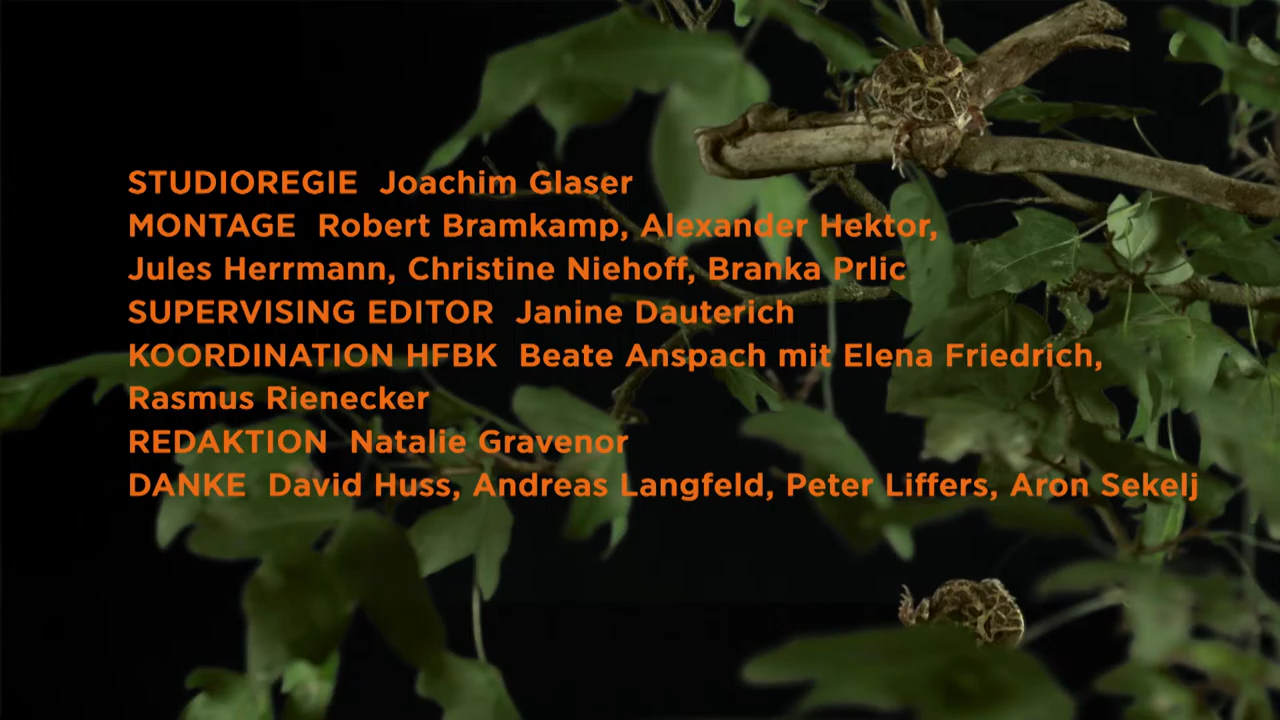 STUDIOREGIE Joachim Glaser
MONTAGE Robert Bramkamp, Alexander Hektor,
Jules Herrmann, Christine Niehoff, Branka Prlic
SUPERVISING EDITOR Janine Dauterich
KOORDINATION HFBK Beate Anspach mit Elena Friedrich,
Rasmus Rienecker
REDAKTION Natalie Gravenor
DANKE David Huss, Andreas Langfeld, Peter Liffers, Aron Sekelj